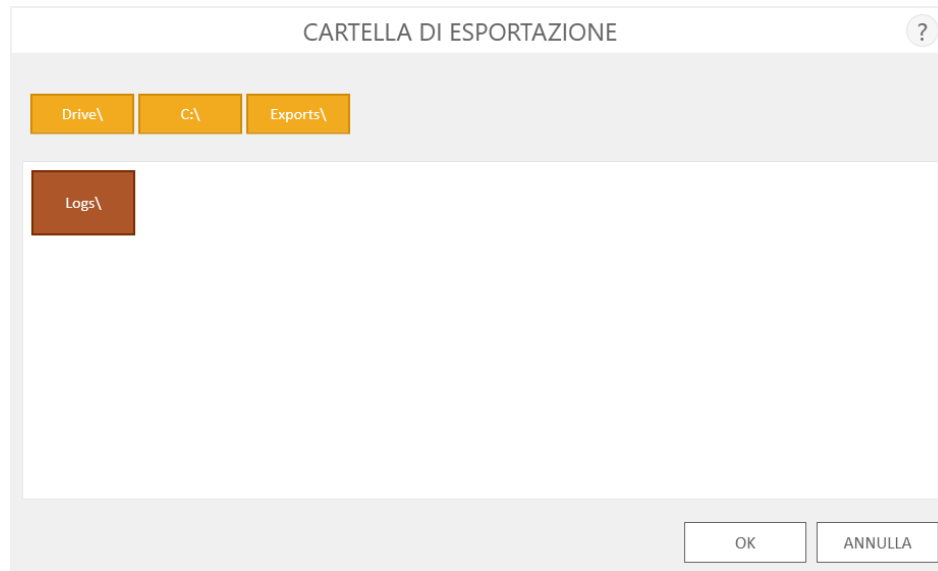 CARTELLA DI ESPORTAZIONE ?
Drive\ C:\ Exports\
Logs\
OK ANNULLA